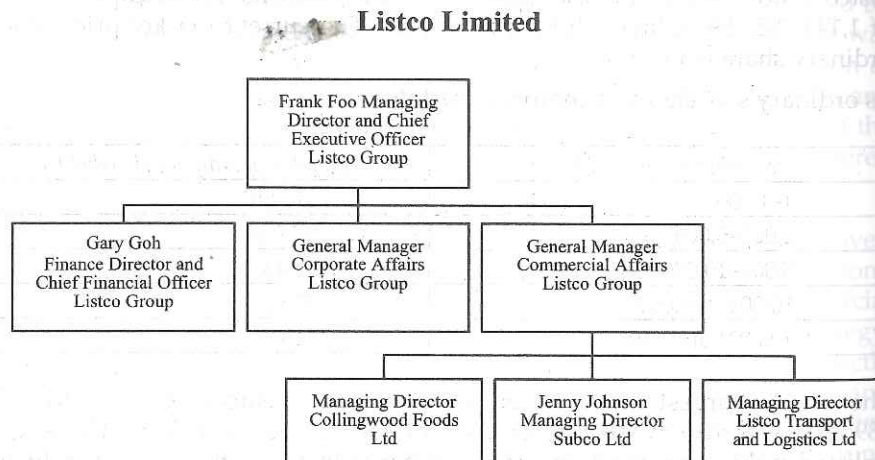 Listco Limited
Frank Foo Managing
Director and Chief
Executive Officer
Listco Group
Gary Goh
Finance Director and
Chief Financial Officer
Listco Group
General Manager
Corporate Affairs
Listco Group
General Manager
Commercial Affairs
Listco Group
Managing Director
Collingwood Foods
Ltd
Jenny Johnson
Managing Director
Subco Ltd
Managing Director
Listco Transport
and Logistics Ltd